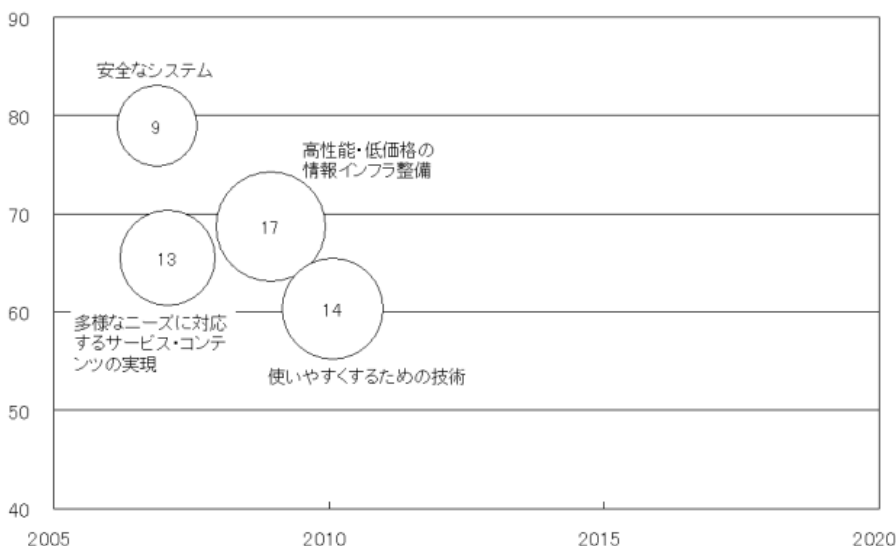 90
安全なシステム
80
9
高性能・低価格の
情報インフラ整備
70
17
13
60
14
多様なニーズに対応
するサービス・コンテ
ンツの実現
使いやすくするための技術
50
40
2005
2010
2015
2020